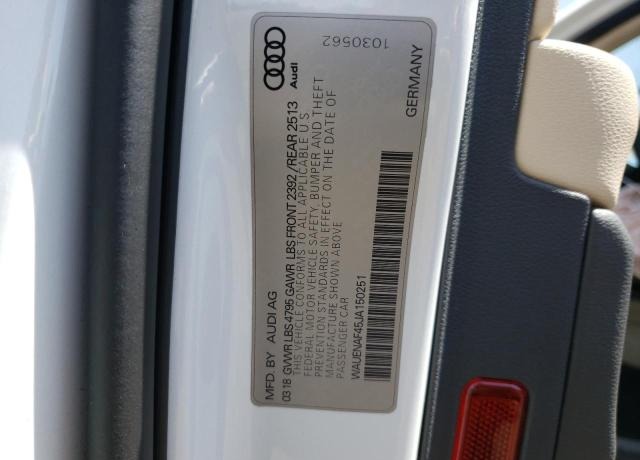 Audi
1030562
MFD. BY AUDI AG
GERMANY
03 18 GVWR LBS 4795 GAWR LBS FRONT 2392 / REAR 2513
THIS VEHICLE CONFORMS TO ALL APPLICABLE U.S
FEDERAL MOTOR VEHICLE SAFETY, BUMPER AND THEFT
PREVENTION STANDARDS IN EFFECT ON THE DATE OF
MANUFACTURE SHOWN ABOVE
PASSENGER CAR
WAUENAF45JA150251